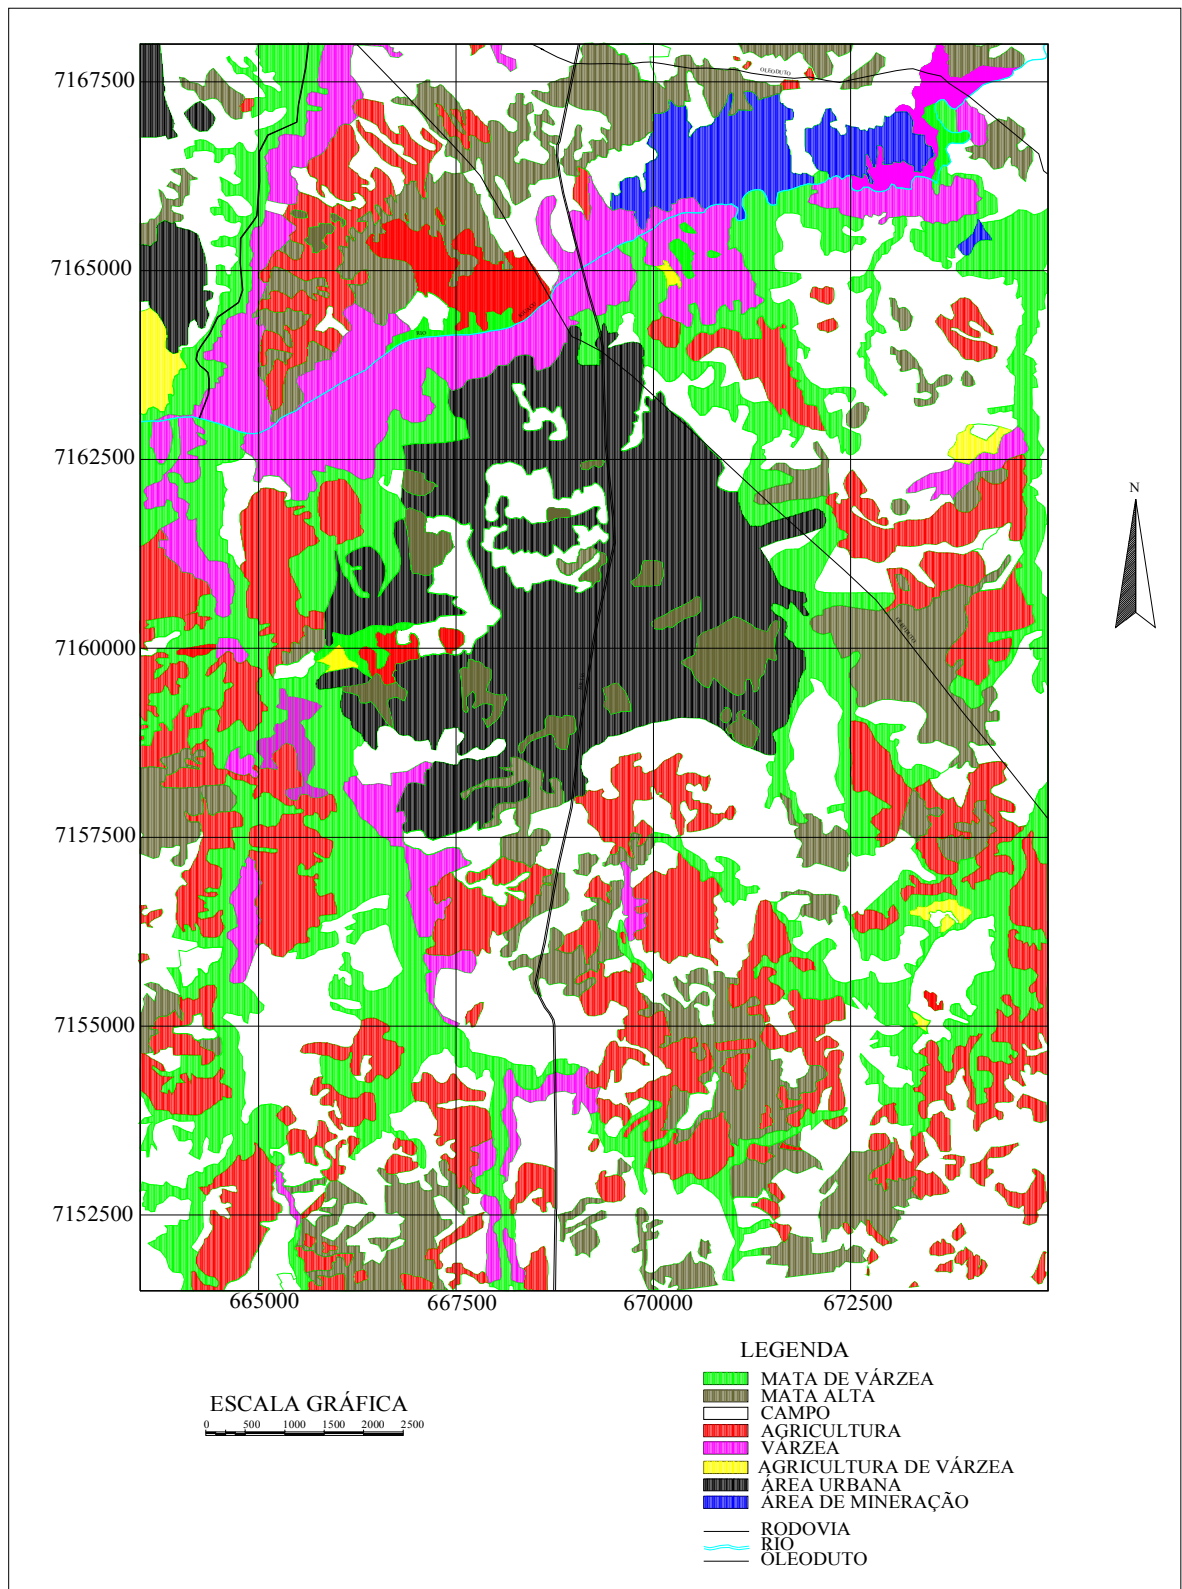 OLEODUTO
7167500
7165000
RIO
7162500
N
7160000
OLEODUTO
7157500
7155000
7152500
665000
667500
670000
672500
LEGENDA
MATA DE VÁRZEA
MATA ALTA
CAMPO
AGRICULTURA
VÁRZEA
AGRICULTURA DE VÁRZEA
ÁREA URBANA
ÁREA DE MINERAÇÃO
RODOVIA
RIO
ÓLEODUTO
ESCALA GRÁFICA
0 500 1000 1500 2000 2500